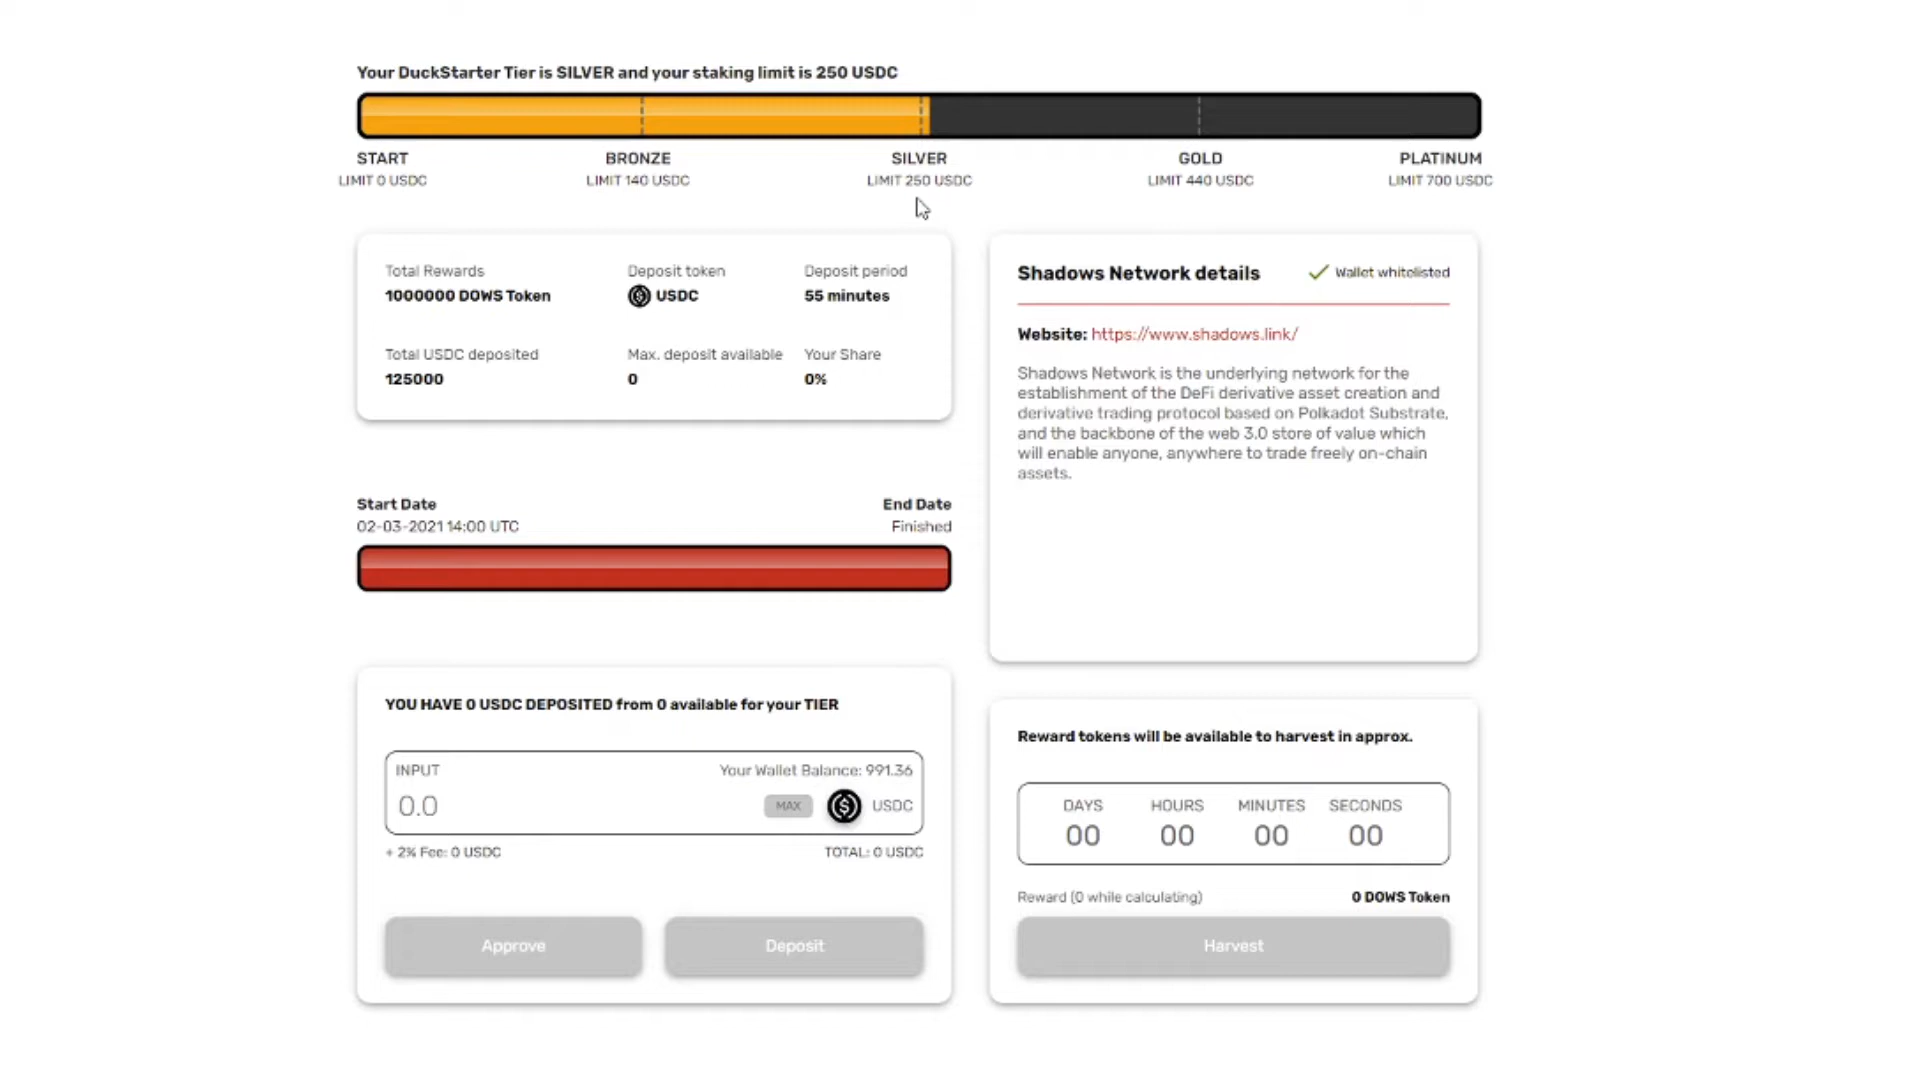 Your DuckStarter Tier is SILVER and your staking limit is 250 USDC
START
LIMIT 0 USDC
BRONZE
LIMIT 140 USDC
SILVER
LIMIT 250 USDC
GOLD
LIMIT 440 USDC
PLATINUM
LIMIT 700 USDC
Total Rewards
1000000 DOWS Token
Deposit token
USDC
Deposit period
55 minutes
Total USDC deposited
125000
Max. deposit available
0
Your Share
0%
Shadows Network details
Wallet whitelisted
Website: https://www.shadows.link/
Shadows Network is the underlying network for the
establishment of the DeFi derivative asset creation and
derivative trading protocol based on Polkadot Substrate,
and the backbone of the web 3.0 store of value which
will enable anyone, anywhere to trade freely on-chain
assets.
Start Date
02-03-2021 14:00 UTC
End Date
Finished
YOU HAVE 0 USDC DEPOSITED from 0 available for your TIER
INPUT
Your Wallet Balance: 991.36
0.0
MAX
USDC
+ 2% Fee: 0 USDC
TOTAL: 0 USDC
Approve
Deposit
Reward tokens will be available to harvest in approx.
DAYS HOURS MINUTES SECONDS
00 00 00 00
Reward (0 while calculating)
0 DOWS Token
Harvest